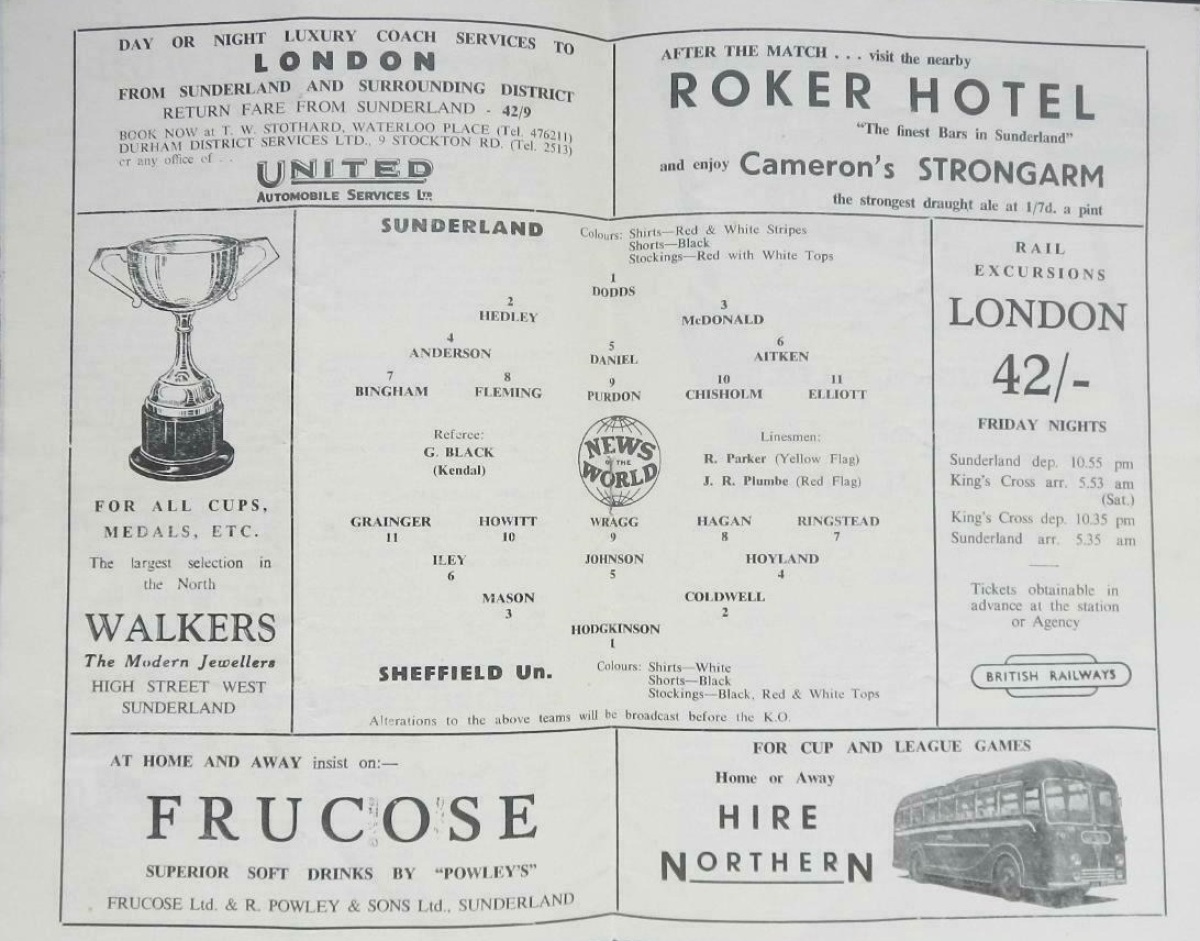 DAY OR NIGHT LUXURY COACH SERVICES TO
LONDON
FROM SUNDERLAND AND SURROUNDING DISTRICT
RETURN FARE FROM SUNDERLAND - 42/9
BOOK NOW at T. W. STOTHARD, WATERLOO PLACE (Tel. 476211)
DURHAM DISTRICT SERVICES LTD., 9 STOCKTON RD. (Tel. 2513)
or any office of . .
UNITED
AUTOMOBILE SERVICES LTD.
AFTER THE MATCH . . . visit the nearby
ROKER HOTEL
"The finest Bars in Sunderland"
and enjoy Cameron's STRONGARM
the strongest draught ale at 1/7d. a pint
FOR ALL CUPS,
MEDALS, ETC.
The largest selection in
the North
WALKERS
The Modern Jewellers
HIGH STREET WEST
SUNDERLAND
SUNDERLAND
Colours: Shirts—Red & White Stripes
Shorts—Black
Stockings—Red with White Tops
1
DODDS
2 3
HEDLEY McDONALD
4 5 6
ANDERSON DANIEL AITKEN
7 8 9 10 11
BINGHAM FLEMING PURDON CHISHOLM ELLIOTT
Referee:
G. BLACK
(Kendal)
NEWS
OF THE
WORLD
Linesmen:
R. Parker (Yellow Flag)
J. R. Plumbe (Red Flag)
GRAINGER HOWITT WRAGG HAGAN RINGSTEAD
11 10 9 8 7
ILEY JOHNSON HOYLAND
6 5 4
MASON COLDWELL
3 2
HODGKINSON
1
SHEFFIELD Un.
Colours: Shirts—White
Shorts—Black
Stockings—Black, Red & White Tops
Alterations to the above teams will be broadcast before the K.O.
RAIL
EXCURSIONS
LONDON
42/-
FRIDAY NIGHTS
Sunderland dep. 10.55 pm
King's Cross arr. 5.53 am
(Sat.)
King's Cross dep. 10.35 pm
Sunderland arr. 5.35 am
Tickets obtainable in
advance at the station
or Agency
BRITISH RAILWAYS
AT HOME AND AWAY insist on:—
FRUCOSE
SUPERIOR SOFT DRINKS BY "POWLEY'S"
FRUCOSE Ltd. & R. POWLEY & SONS Ltd., SUNDERLAND
FOR CUP AND LEAGUE GAMES
Home or Away
HIRE
NORTHERN